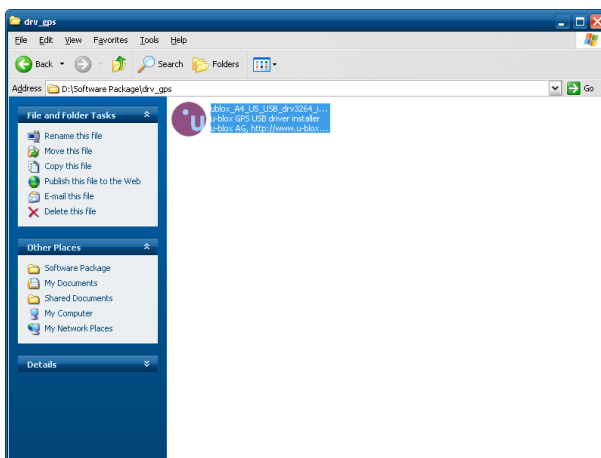 drv_gps
File Edit View Favorites Tools Help
Back Search Folders
Address D:\Software Package\drv_gps Go
File and Folder Tasks
Rename this file
Move this file
Copy this file
Publish this file to the Web
E-mail this file
Delete this file
Other Places
Software Package
My Documents
Shared Documents
My Computer
My Network Places
Details
u
ublox_A4_U5_USB_drv3264_i...
u-blox GPS USB driver installer
u-blox AG, http://www.u-blox...